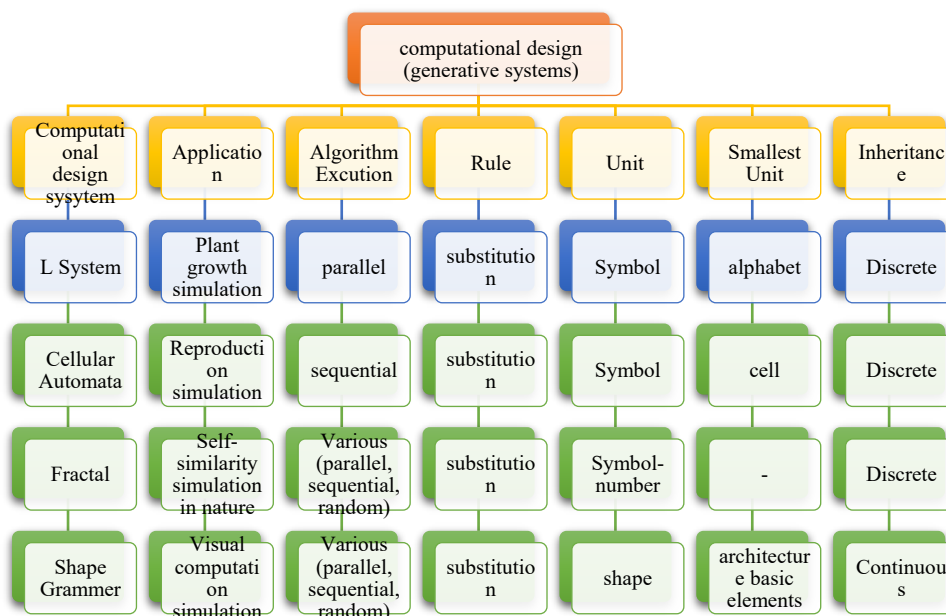 computational design
(generative systems)
Computati
onal
design
sysytem
Applicatio
n
Algorithm
Excution
Rule
Unit
Smallest
Unit
Inheritanc
e
L System
Plant
growth
simulation
parallel
substitutio
n
Symbol
alphabet
Discrete
Cellular
Automata
Reproducti
on
simulation
sequential
substitutio
n
Symbol
cell
Discrete
Fractal
Self-
similarity
simulation
in nature
Various
(parallel,
sequential,
random)
substitutio
n
Symbol-
number
-
Discrete
Shape
Grammer
Visual
computati
on
simulation
Various
(parallel,
sequential,
random)
substitutio
n
shape
architectur
e basic
elements
Continuou
s